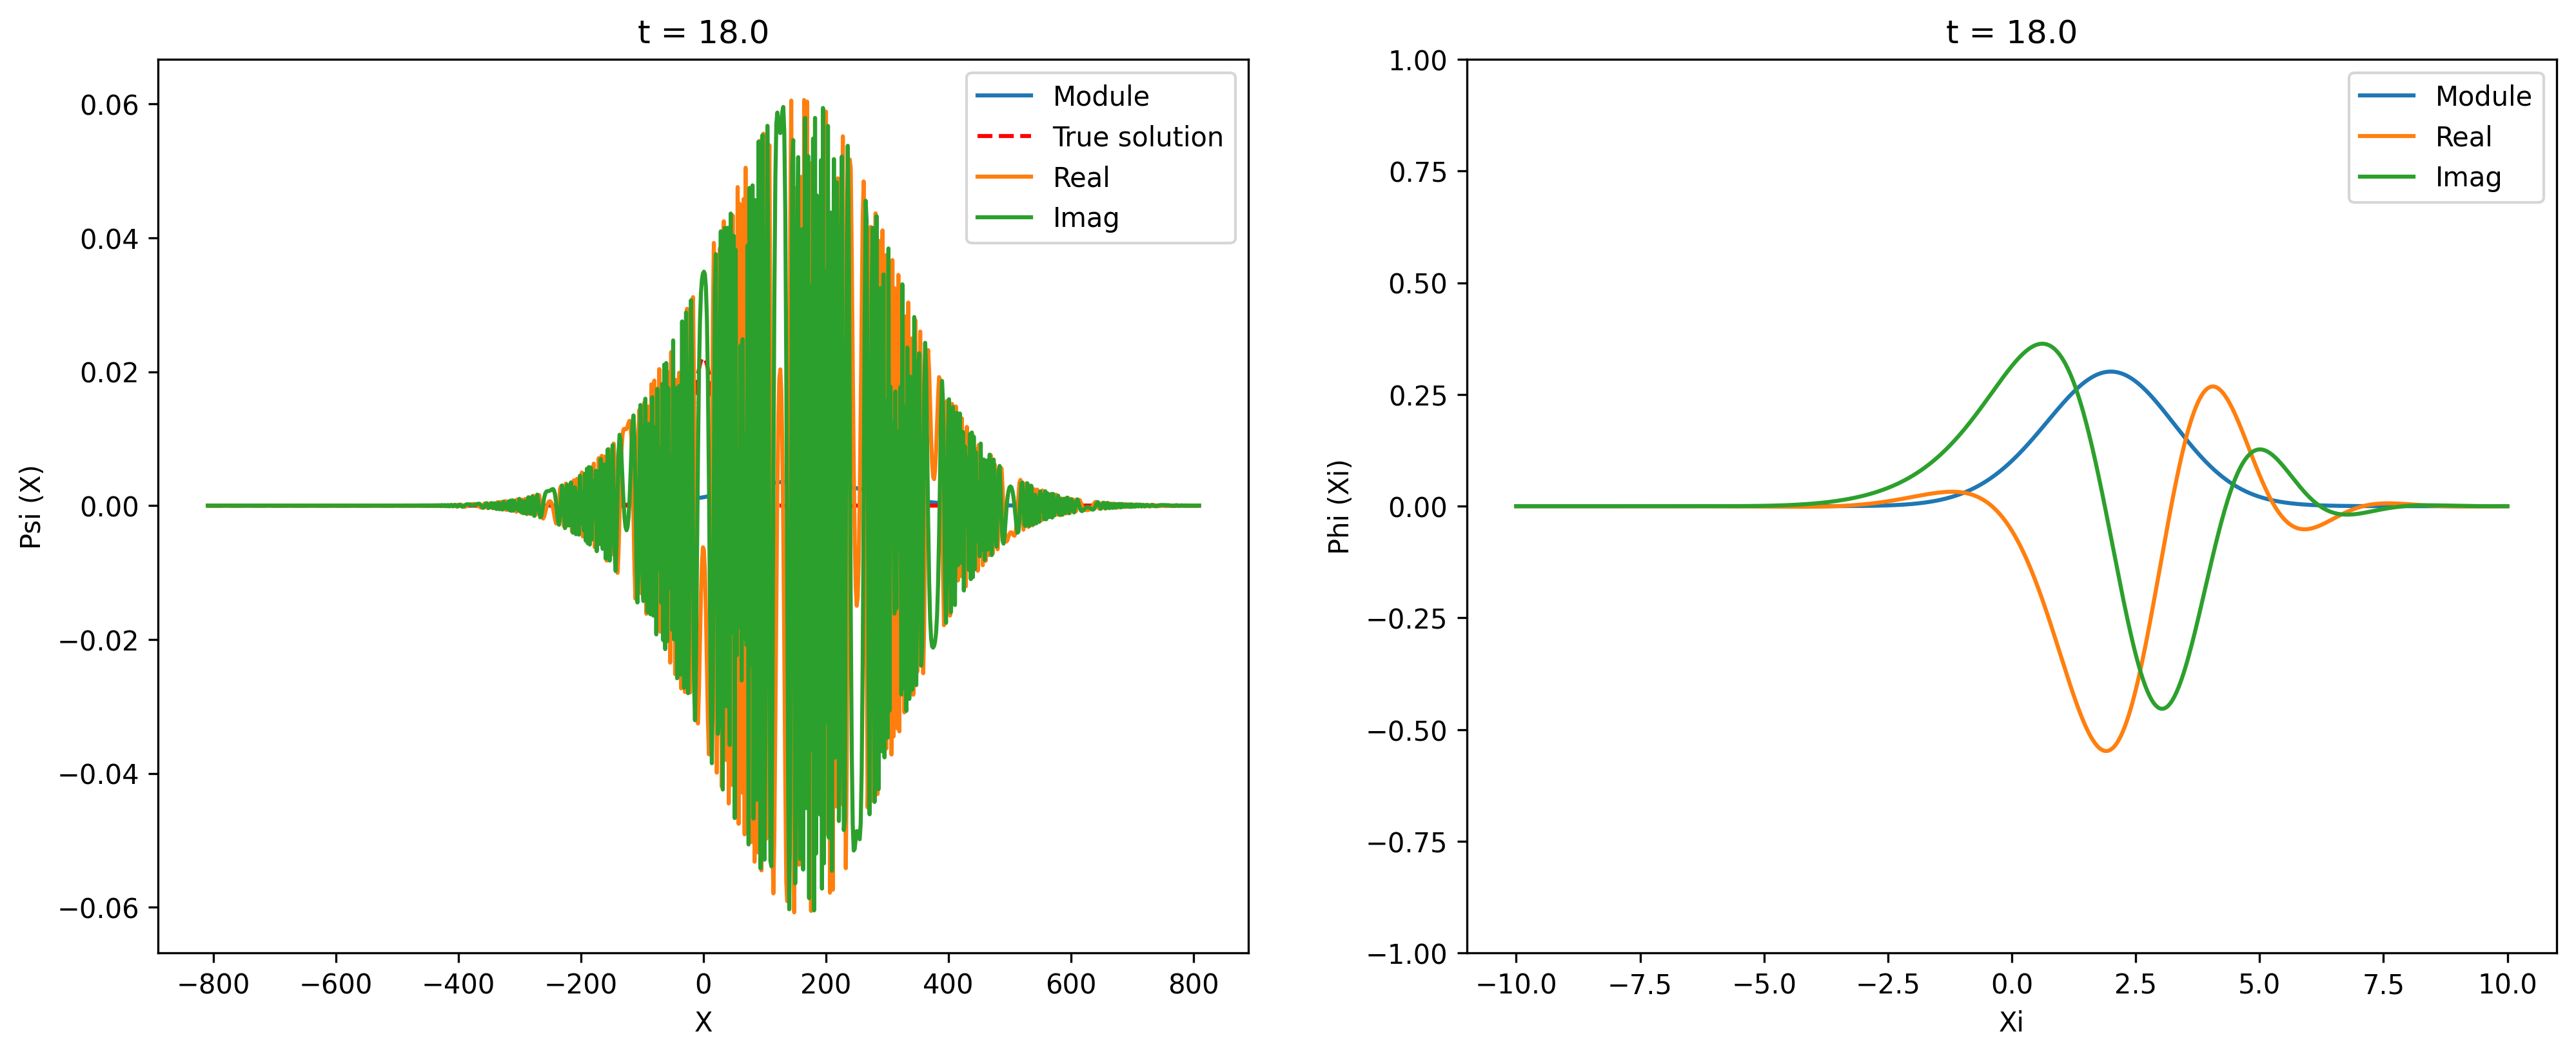 t = 18.0
Psi (X)
0.06
0.04
0.02
0.00
−0.02
−0.04
−0.06
Module
True solution
Real
Imag
−800
−600
−400
−200
0
200
400
600
800
X
t = 18.0
Phi (Xi)
1.00
0.75
0.50
0.25
0.00
−0.25
−0.50
−0.75
−1.00
Module
Real
Imag
−10.0
−7.5
−5.0
−2.5
0.0
2.5
5.0
7.5
10.0
Xi